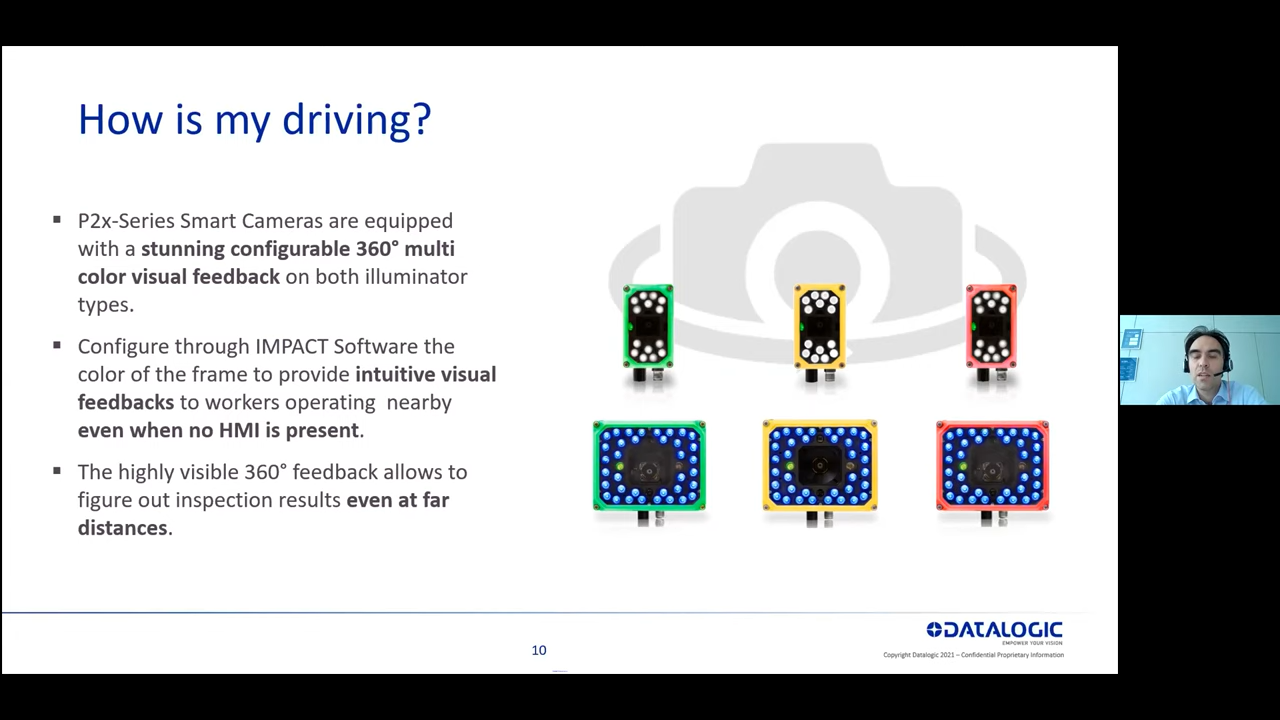 How is my driving?
▪ P2x-Series Smart Cameras are equipped
with a stunning configurable 360° multi
color visual feedback on both illuminator
types.
▪ Configure through IMPACT Software the
color of the frame to provide intuitive visual
feedbacks to workers operating nearby
even when no HMI is present.
▪ The highly visible 360° feedback allows to
figure out inspection results even at far
distances.
10
DATALOGIC
EMPOWER YOUR VISION
Copyright Datalogic 2021 – Confidential Proprietary Information